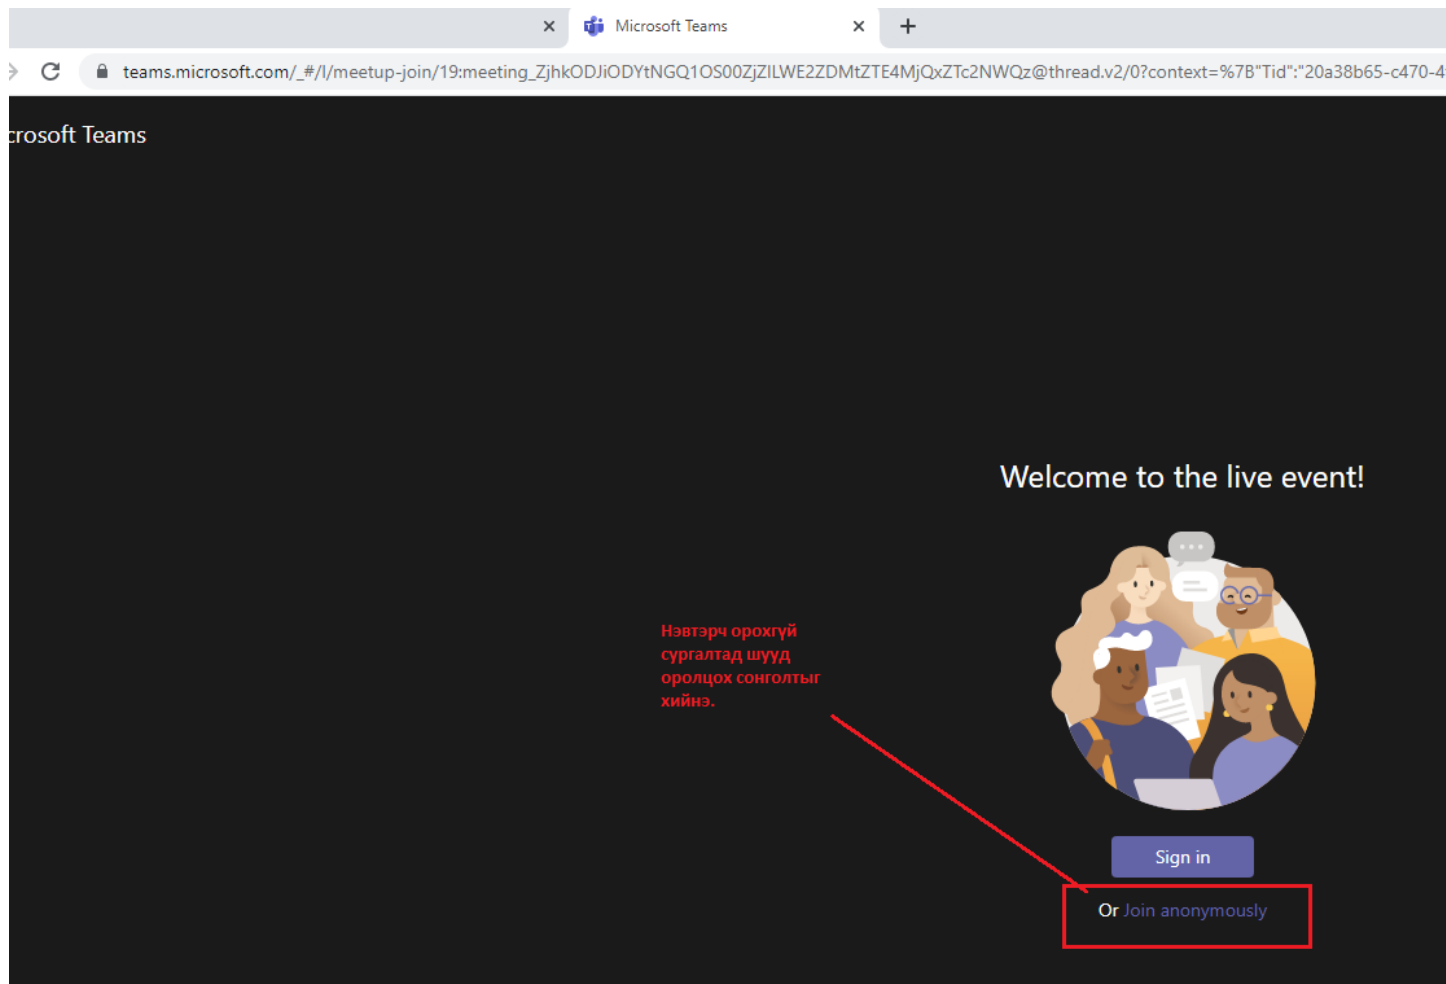 Microsoft Teams
teams.microsoft.com/_#/l/meetup-join/19:meeting_ZjhkODJiODYtNGQ1OS00ZjZlLWE2ZDMtZTE4MjQxZTc2NWQz@thread.v2/0?context=%7B"Tid":"20a38b65-c470-4
crosoft Teams
Welcome to the live event!
Нэвтэрч орохгүй
сургалтад шууд
оролцох сонголтыг
хийнэ.
Sign in
Or Join anonymously